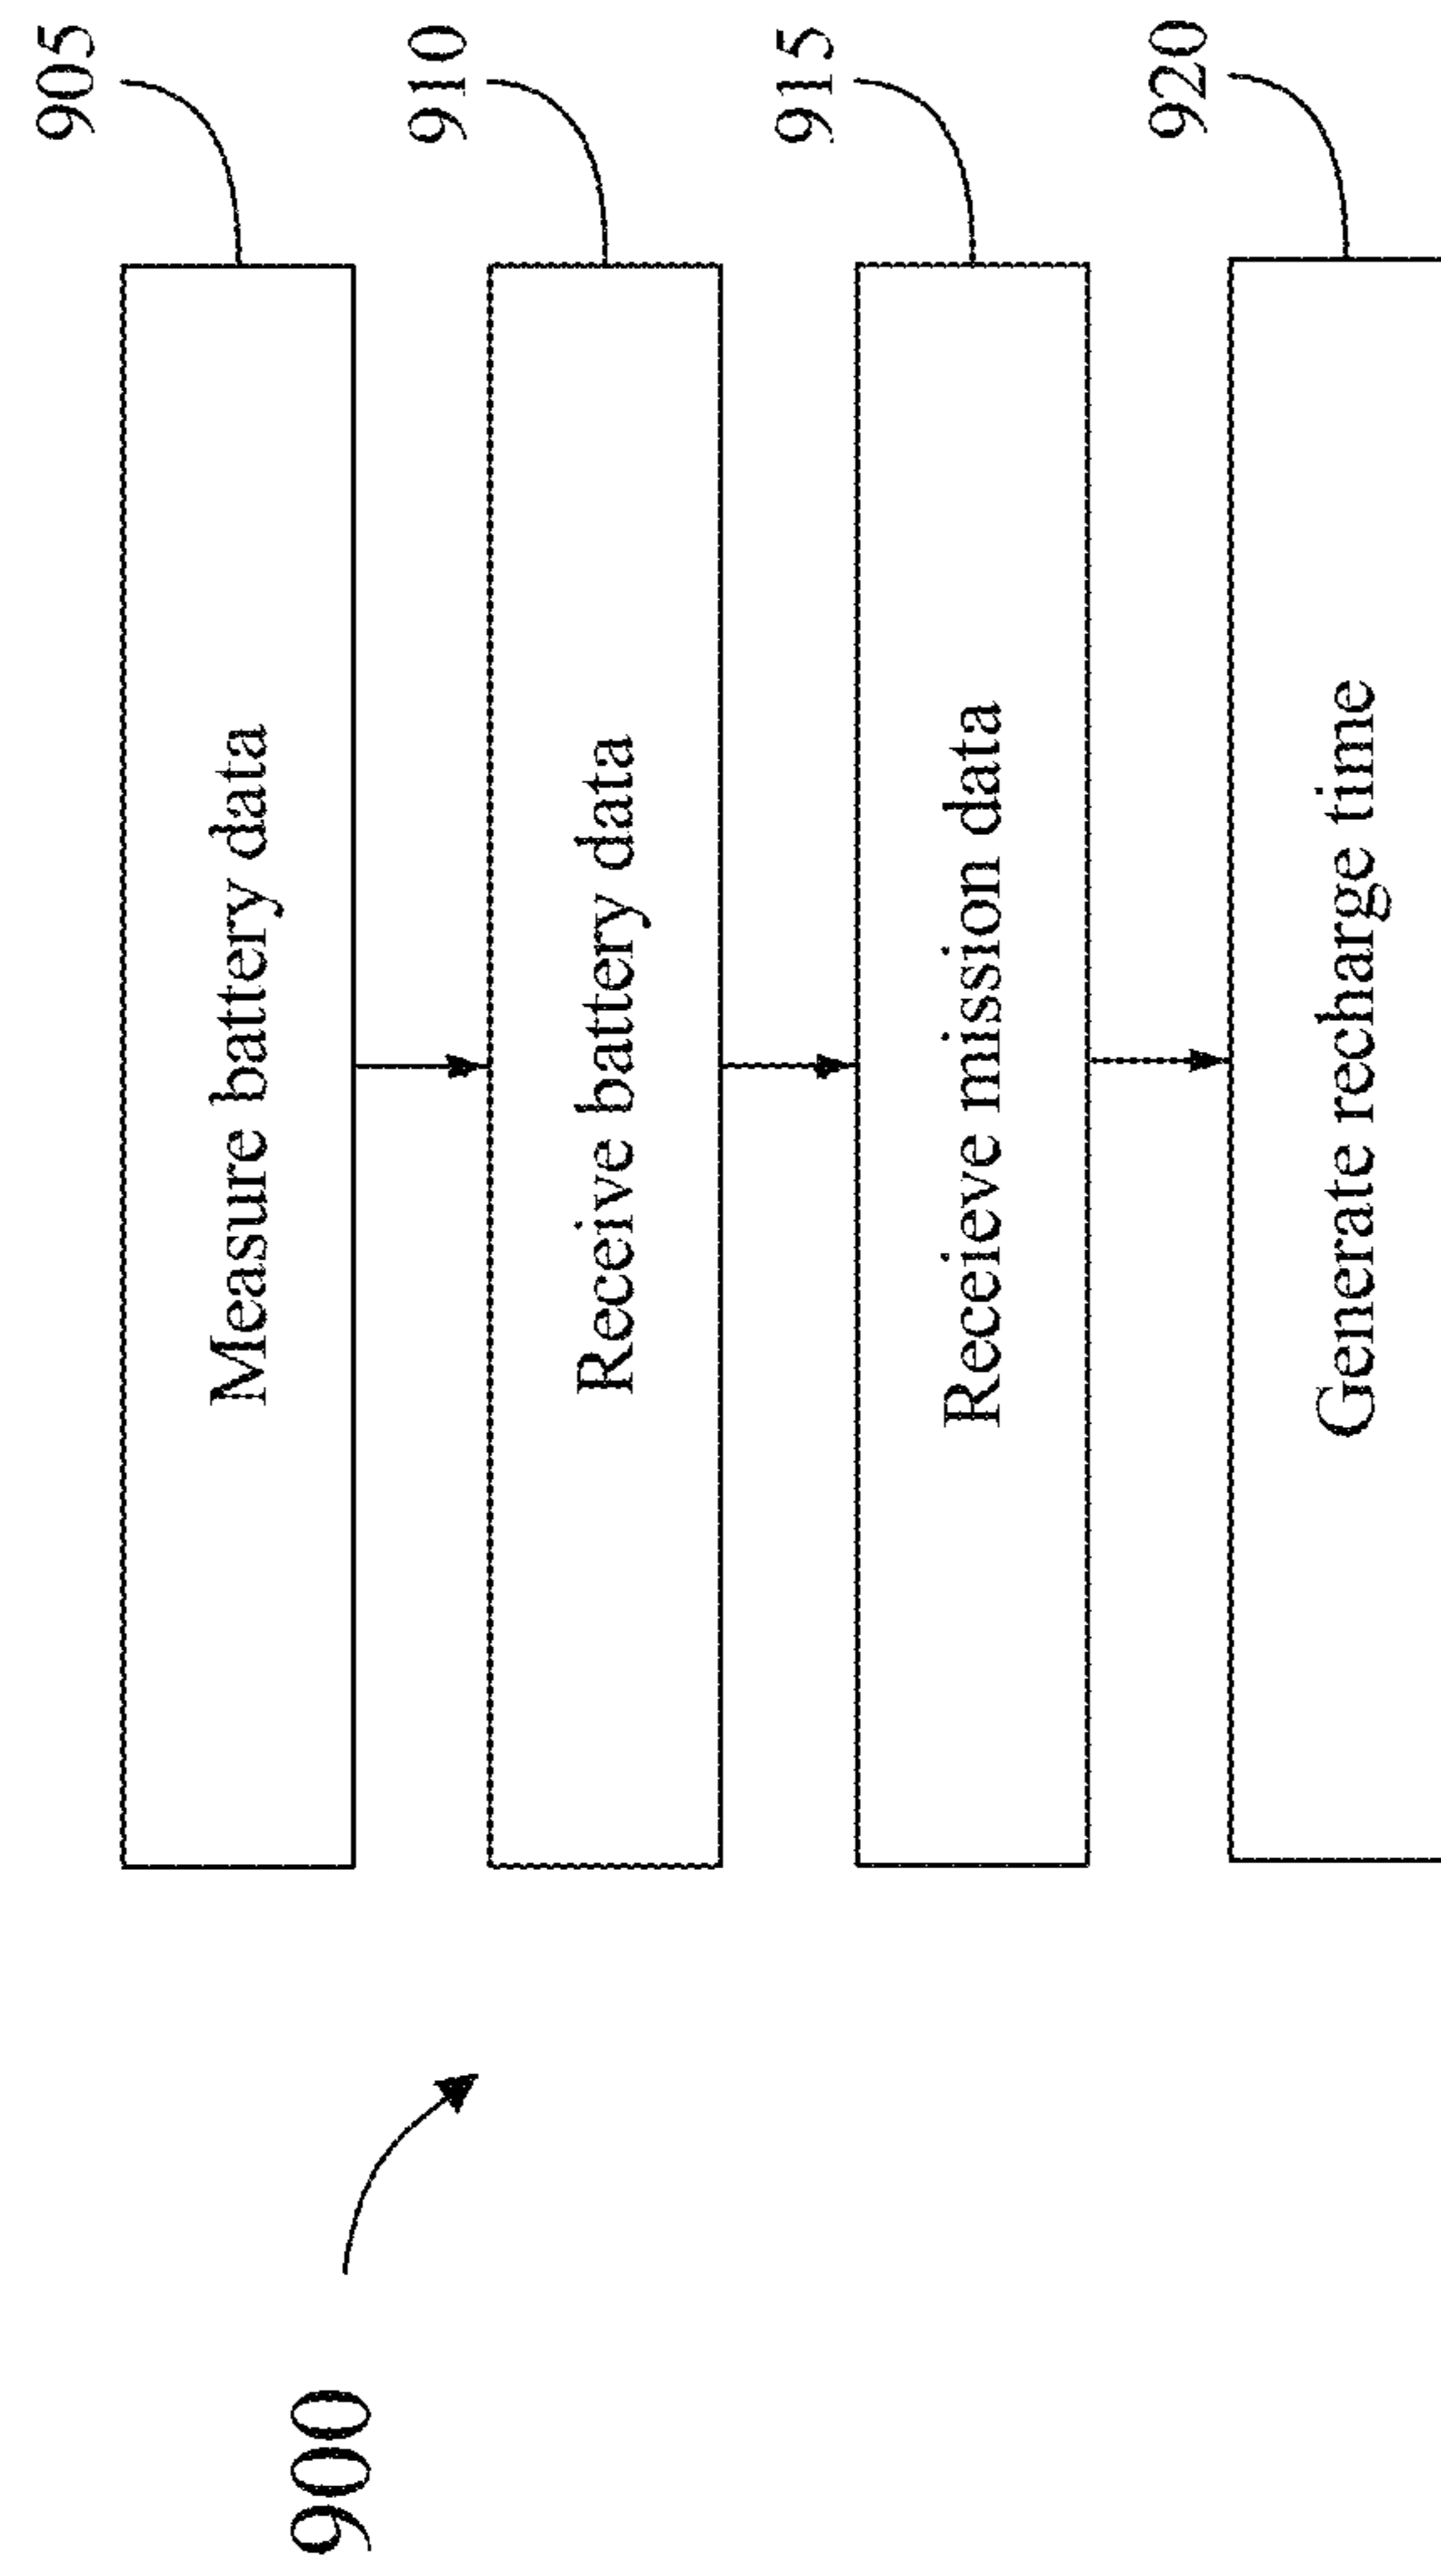 900
Measure battery data
905
Receive battery data
910
Receieve mission data
915
Generate recharge time
920